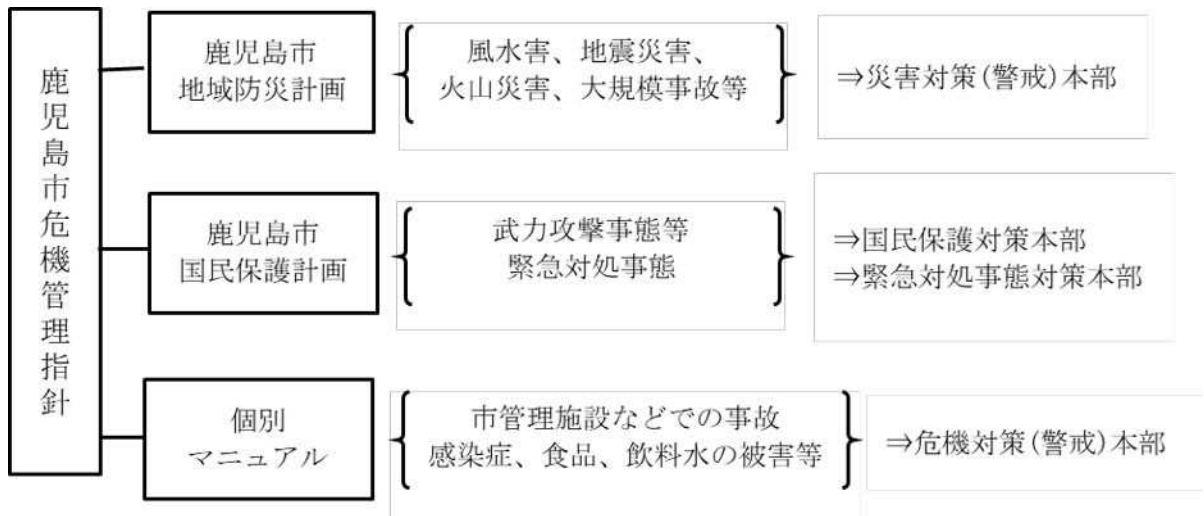 鹿児島市危機管理指針
鹿児島市
地域防災計画
風水害、地震災害、
火山災害、大規模事故等
⇒災害対策(警戒)本部
鹿児島市
国民保護計画
武力攻撃事態等
緊急対処事態
⇒国民保護対策本部
⇒緊急対処事態対策本部
個別
マニュアル
市管理施設などでの事故
感染症、食品、飲料水の被害等
⇒危機対策(警戒)本部